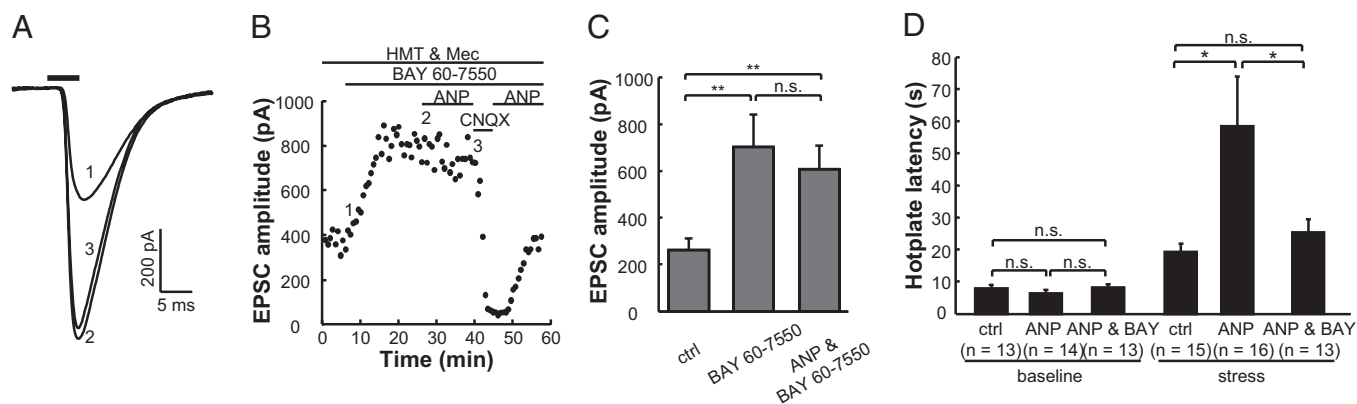 A
1
3
2
200 pA
5 ms
B
HMT & Mec
BAY 60-7550
ANP
ANP
CNQX
1
2
3
EPSC amplitude (pA)
1000
800
600
400
200
0
0 10 20 30 40 50 60
Time (min)
C
**
**
n.s.
EPSC amplitude (pA)
1000
800
600
400
200
0
ctrl
BAY 60-7550
ANP &
BAY 60-7550
D
n.s.
*
*
n.s.
n.s.
n.s.
Hotplate latency (s)
80
70
60
50
40
30
20
10
0
ctrl ANP ANP & BAY ctrl ANP ANP & BAY
(n = 13) (n = 14) (n = 13) (n = 15) (n = 16) (n = 13)
baseline stress